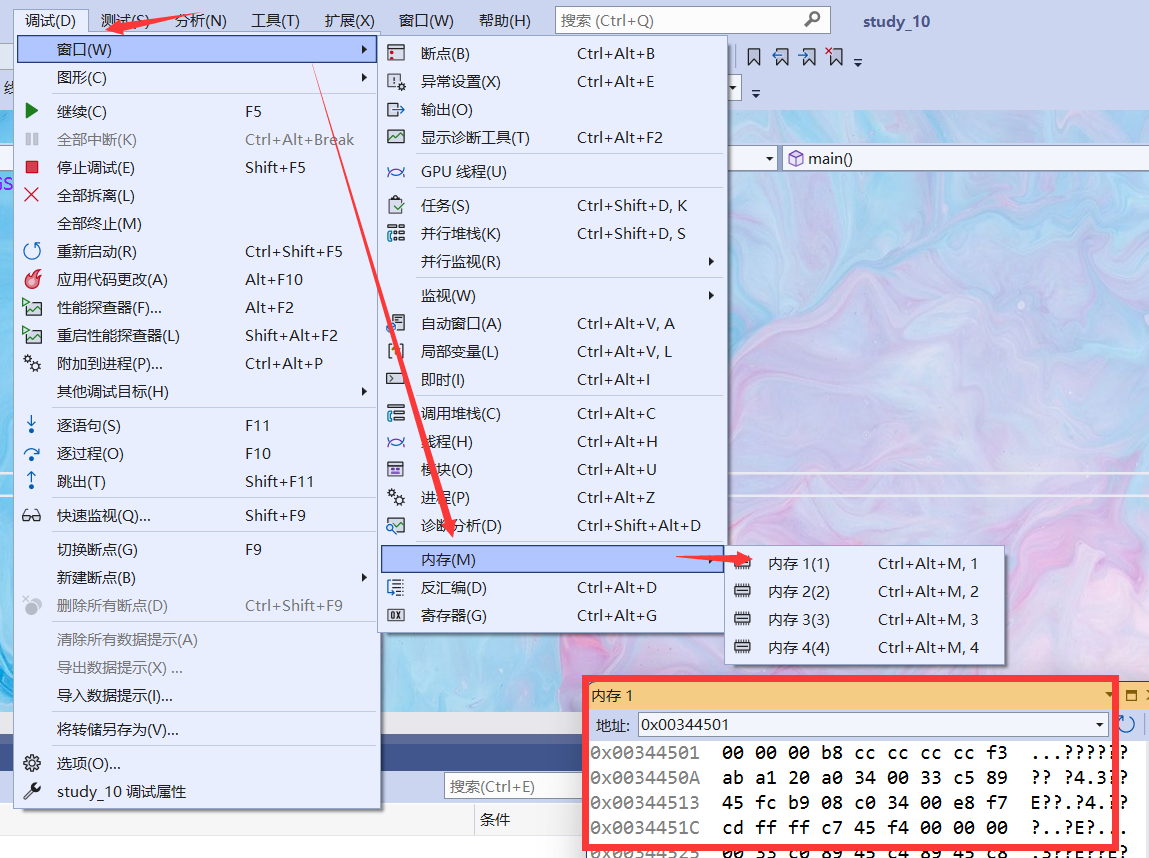 调试(D) 测试(S) 分析(N) 工具(T) 扩展(X) 窗口(W) 帮助(H) 搜索 (Ctrl+Q) study_10
窗口(W)
图形(C)
继续(C) F5
全部中断(K) Ctrl+Alt+Break
停止调试(E) Shift+F5
全部拆离(L)
全部终止(M)
重新启动(R) Ctrl+Shift+F5
应用代码更改(A) Alt+F10
性能探查器(F)... Alt+F2
重启性能探查器(L) Shift+Alt+F2
附加到进程(P)... Ctrl+Alt+P
其他调试目标(H)
逐语句(S) F11
逐过程(O) F10
跳出(T) Shift+F11
快速监视(Q)... Shift+F9
切换断点(G) F9
新建断点(B)
删除所有断点(D) Ctrl+Shift+F9
清除所有数据提示(A)
导出数据提示(X) ...
导入数据提示(I)...
将转储另存为(V)...
选项(O)...
study_10 调试属性
断点(B) Ctrl+Alt+B
异常设置(X) Ctrl+Alt+E
输出(O)
显示诊断工具(T) Ctrl+Alt+F2
GPU 线程(U)
任务(S) Ctrl+Shift+D, K
并行堆栈(K) Ctrl+Shift+D, S
并行监视(R)
监视(W)
自动窗口(A) Ctrl+Alt+V, A
局部变量(L) Ctrl+Alt+V, L
即时(I) Ctrl+Alt+I
调用堆栈(C) Ctrl+Alt+C
线程(H) Ctrl+Alt+H
模块(O) Ctrl+Alt+U
进程(P) Ctrl+Alt+Z
诊断分析(D) Ctrl+Shift+Alt+D
内存(M)
反汇编(D) Ctrl+Alt+D
寄存器(G) Ctrl+Alt+G
内存 1(1) Ctrl+Alt+M, 1
内存 2(2) Ctrl+Alt+M, 2
内存 3(3) Ctrl+Alt+M, 3
内存 4(4) Ctrl+Alt+M, 4
main()
搜索(Ctrl+E)
条件
内存 1
地址: 0x00344501
0x00344501 00 00 00 b8 cc cc cc cc f3 ...??????
0x0034450A ab a1 20 a0 34 00 33 c5 89 ?? ?4.3??
0x00344513 45 fc b9 08 c0 34 00 e8 f7 E??.?4.??
0x0034451C cd ff ff c7 45 f4 00 00 00 ?..?E?...